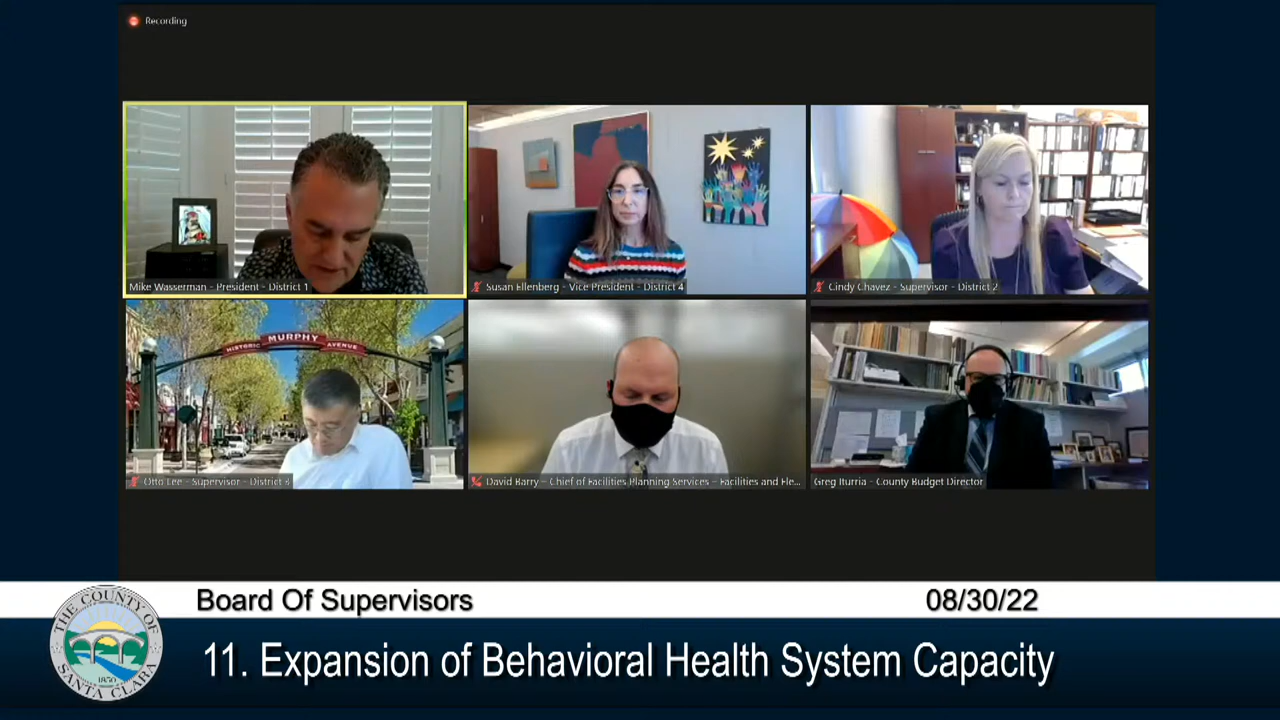 Recording
Mike Wasserman - President - District 1
Susan Ellenberg - Vice President - District 4
Cindy Chavez - Supervisor - District 2
HISTORIC MURPHY AVENUE
Otto Lee - Supervisor - District 3
David Barry - Chief of Facilities Planning Services - Facilities and Fle...
Greg Iturria - County Budget Director
Board Of Supervisors
08/30/22
THE COUNTY OF SANTA CLARA
1850
11. Expansion of Behavioral Health System Capacity